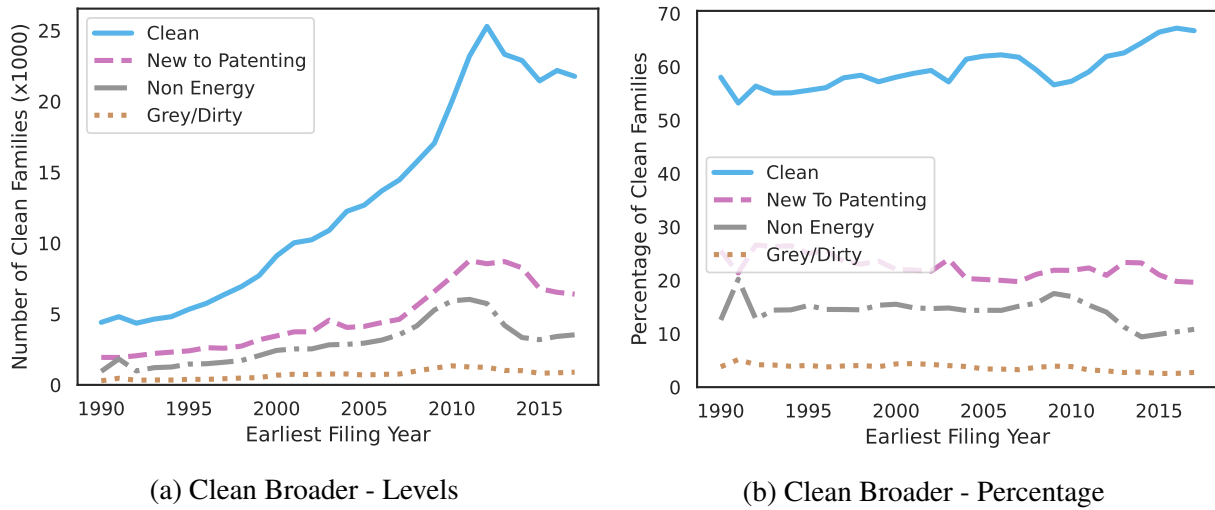 Number of Clean Families (x1000)
25
20
15
10
5
0
Clean
New to Patenting
Non Energy
Grey/Dirty
1990 1995 2000 2005 2010 2015
Earliest Filing Year
(a) Clean Broader - Levels
Percentage of Clean Families
70
60
50
40
30
20
10
0
Clean
New To Patenting
Non Energy
Grey/Dirty
1990 1995 2000 2005 2010 2015
Earliest Filing Year
(b) Clean Broader - Percentage